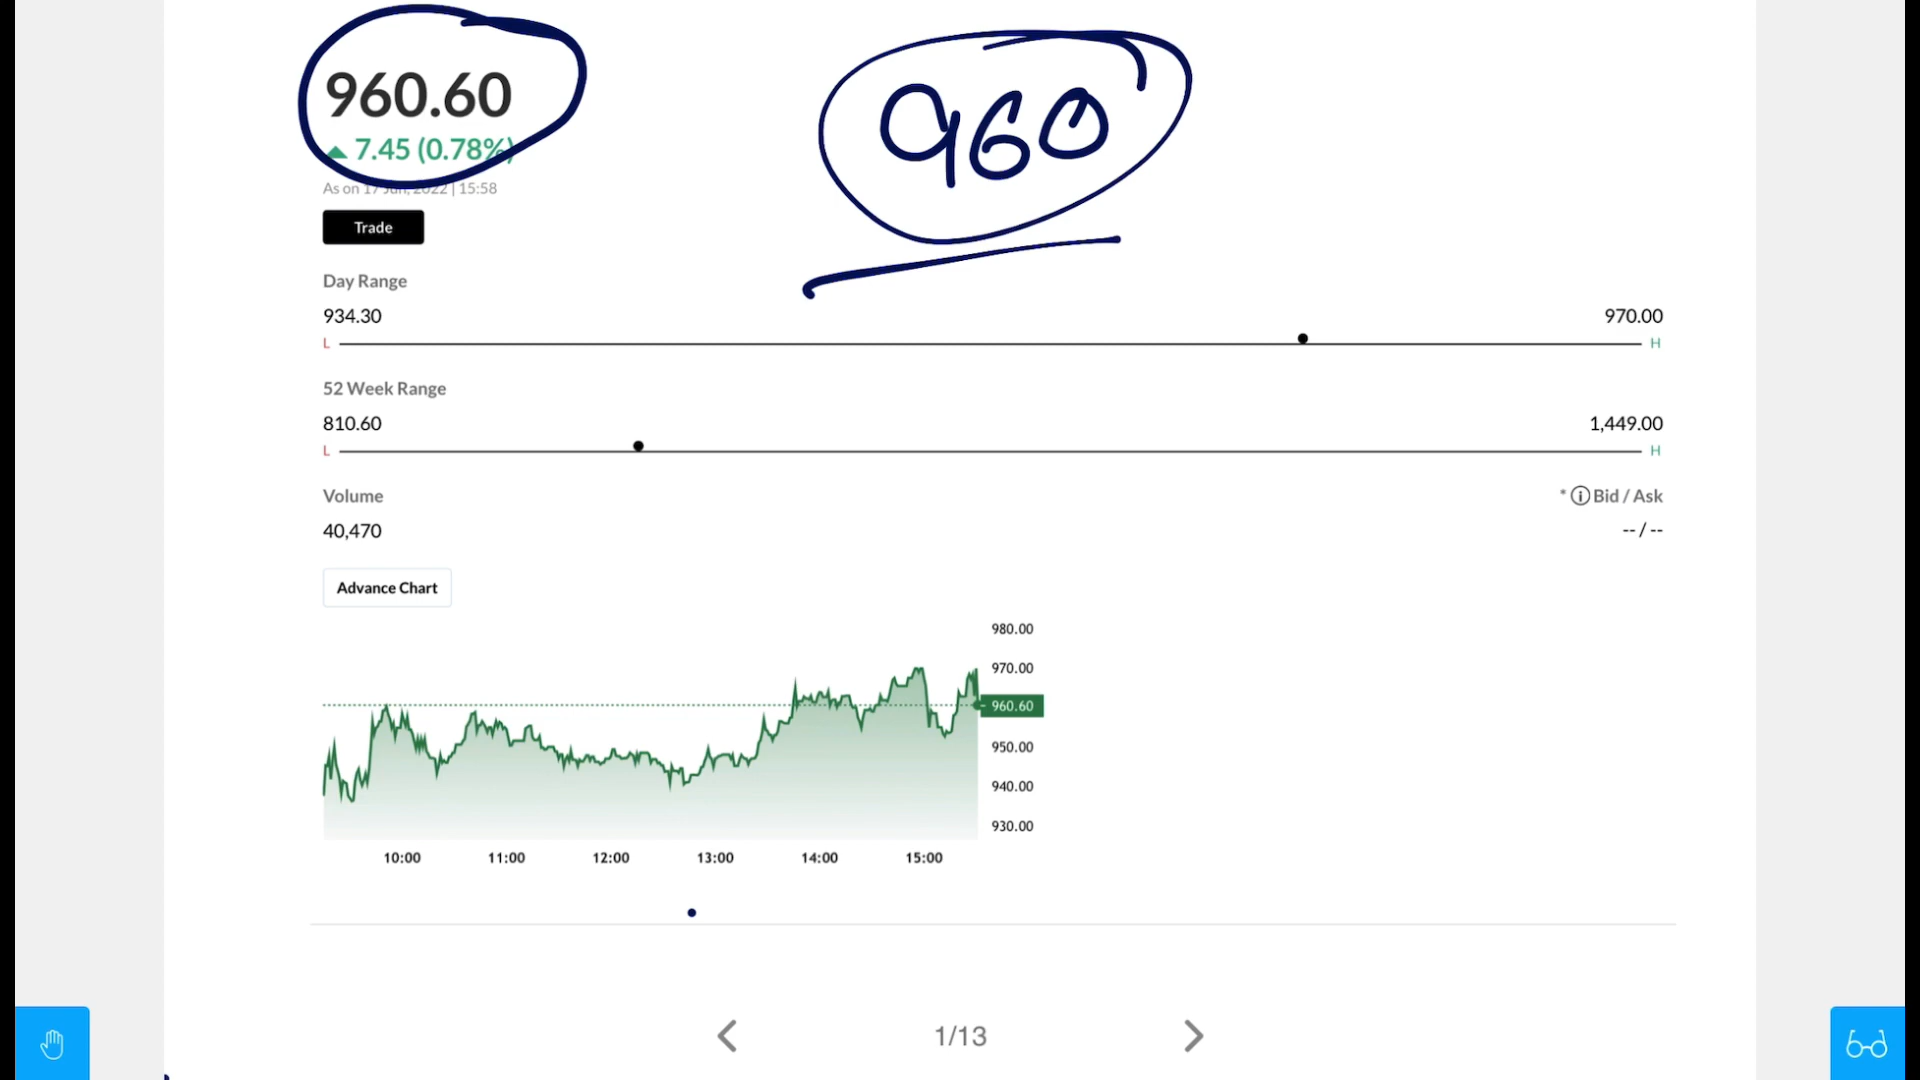 960.60
960
▲ 7.45 (0.78%)
As on 17 Jun, 2022 | 15:58
Trade
Day Range
934.30 970.00
L H
52 Week Range
810.60 1,449.00
L H
Volume * ⓘ Bid / Ask
40,470 -- / --
Advance Chart
980.00
970.00
960.60
950.00
940.00
930.00
10:00 11:00 12:00 13:00 14:00 15:00
1/13